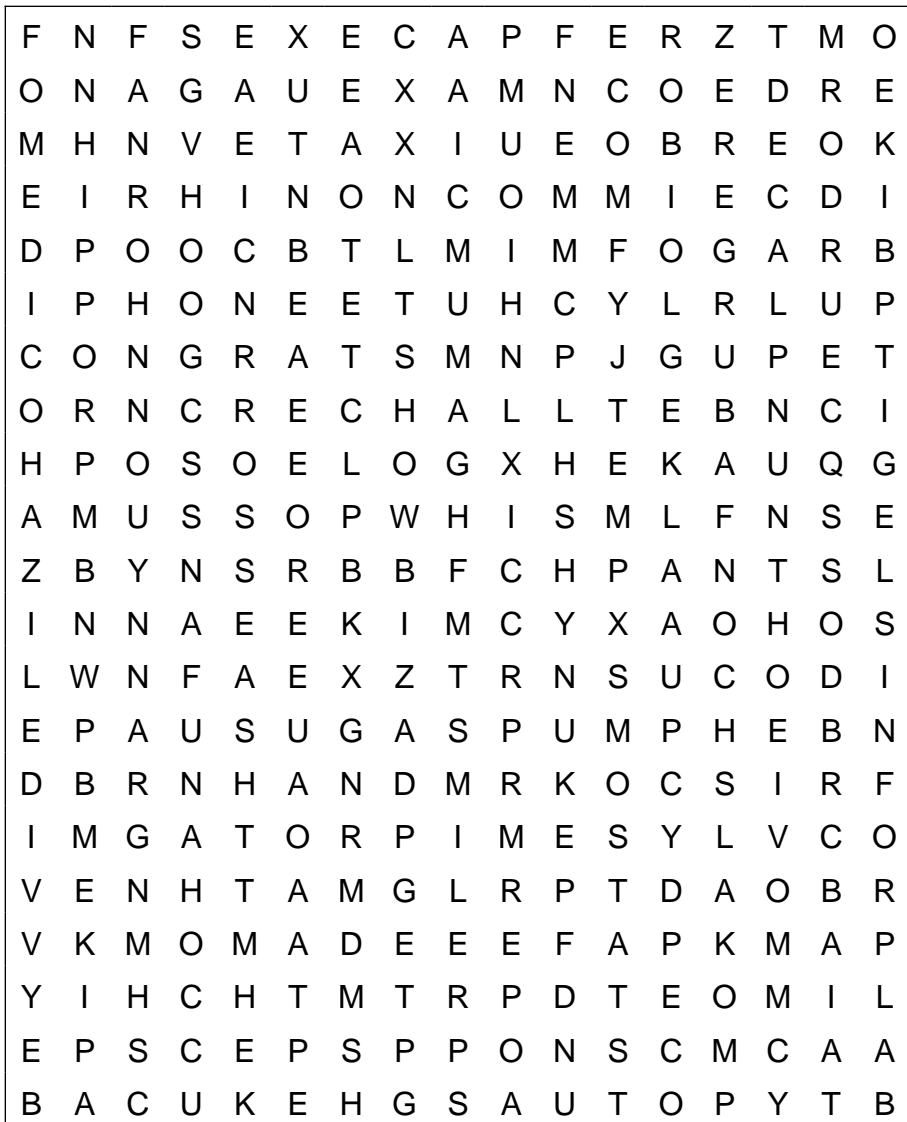 F N F S E X E C A P F E R Z T M O
O N A G A U E X A M N C O E D R E
M H N V E T A X I U E O B R E O K
E I R H I N O N C O M M I E C D I
D P O O C B T L M I M F O G A R B
I P H O N E E T U H C Y L R L U P
C O N G R A T S M N P J G U P E T
O R N C R E C H A L L T E B N C I
H P O S O E L O G X H E K A U Q G
A M U S S O P W H I S M L F N S E
Z B Y N S R B B F C H P A N T S L
I N N A E E K I M C Y X A O H O S
L W N F A E X Z T R N S U C O D I
E P A U S U G A S P U M P H E B N
D B R N H A N D M R K O C S I R F
I M G A T O R P I M E S Y L V C O
V E N H T A M G L R P T D A O B R
V K M O M A D E E E F A P K M A P
Y I H C H T M T R P D T E O M I L
E P S C E P S P P O N S C M C A A
B A C U K E H G S A U T O P Y T B